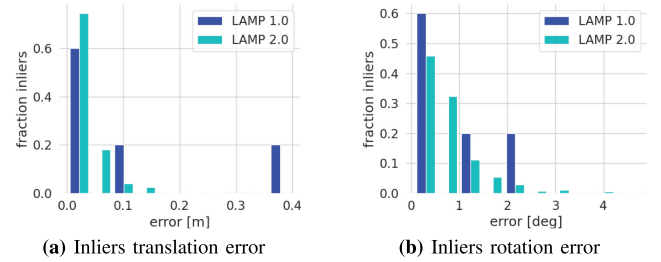 LAMP 1.0
LAMP 2.0
fraction inliers
0.6
0.4
0.2
0.0
0.0 0.1 0.2 0.3 0.4
error [m]
(a) Inliers translation error
LAMP 1.0
LAMP 2.0
fraction inliers
0.6
0.5
0.4
0.3
0.2
0.1
0.0
0 1 2 3 4
error [deg]
(b) Inliers rotation error